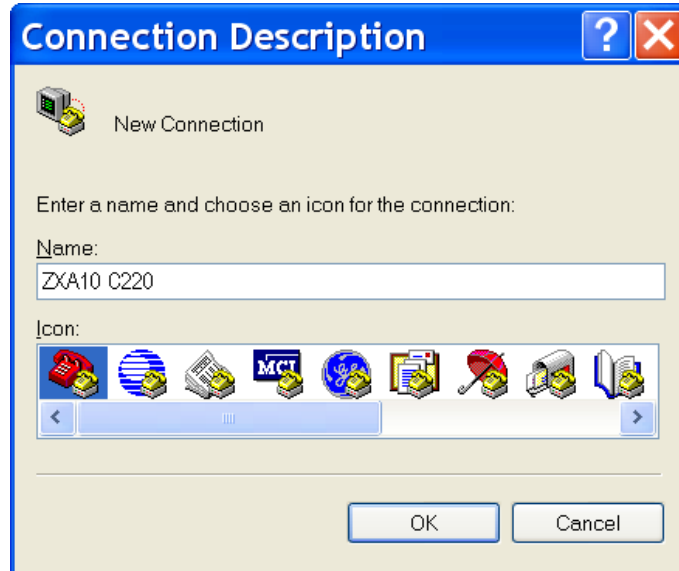 Connection Description
New Connection
Enter a name and choose an icon for the connection:
Name:
ZXA10 C220
Icon:
MCI
OK Cancel